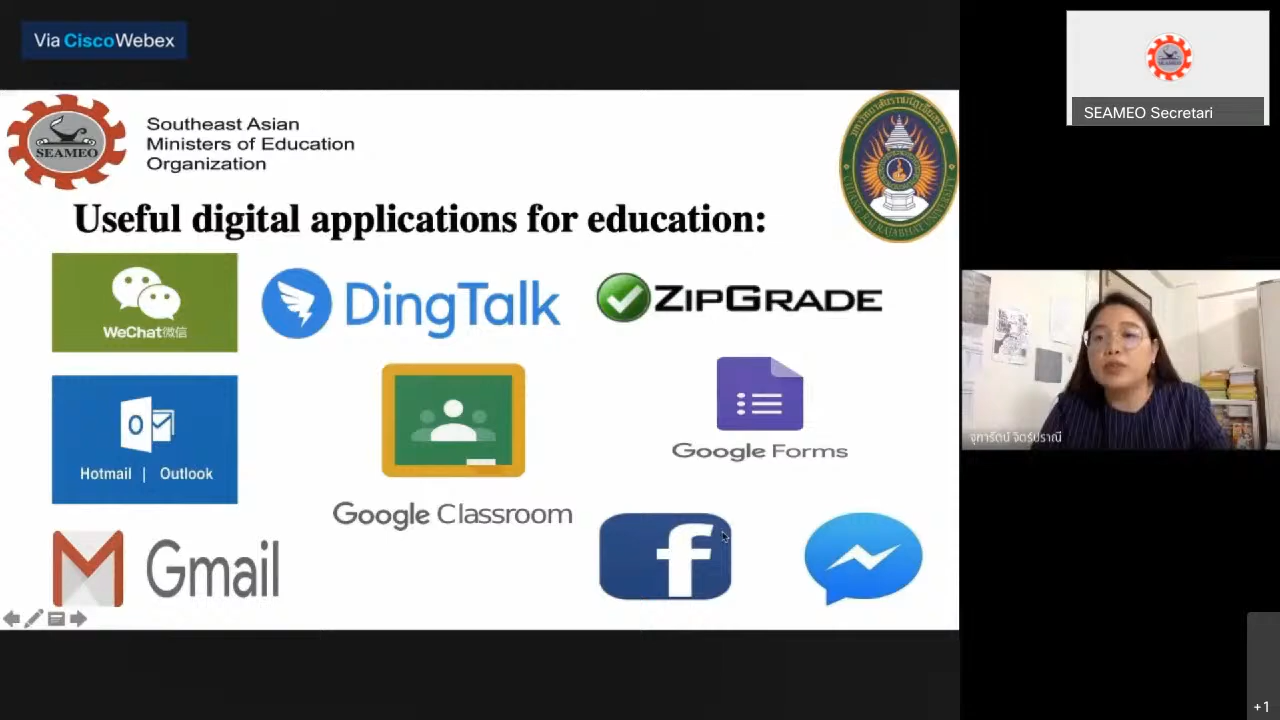 Via CiscoWebex
SEAMEO
Southeast Asian
Ministers of Education
Organization
Useful digital applications for education:
WeChat微信
DingTalk
ZIPGRADE
O
Hotmail | Outlook
Google Classroom
Google Forms
Gmail
f
SEAMEO Secretari
จุฑารัตน์ จิตร์ปราณี
+1